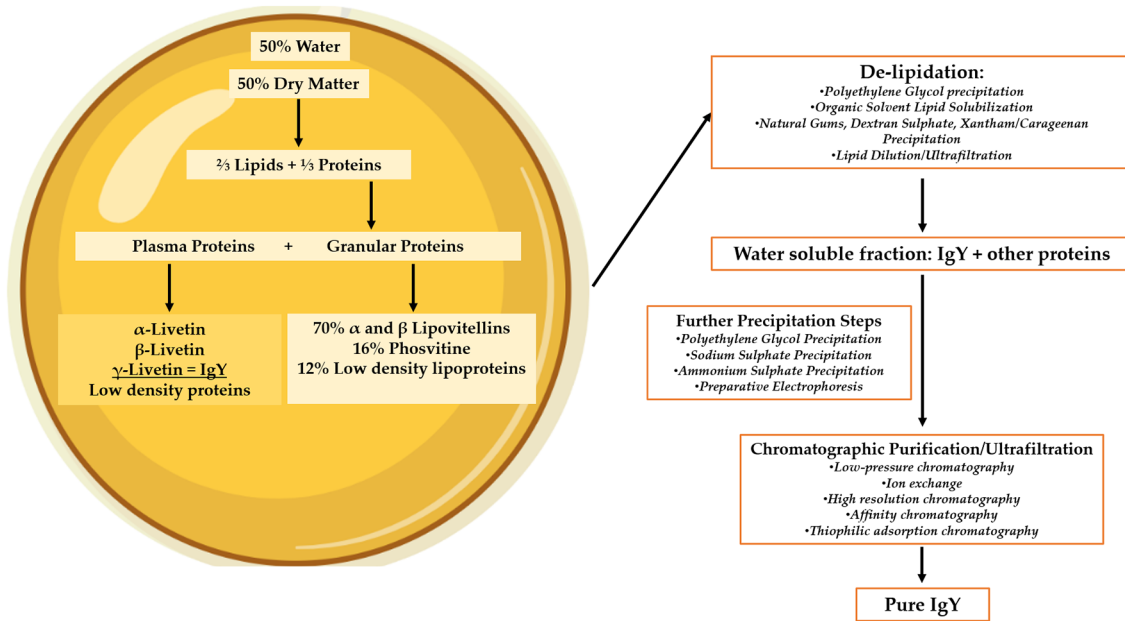 50% Water
50% Dry Matter
⅔ Lipids + ⅓ Proteins
Plasma Proteins + Granular Proteins
α-Livetin
β-Livetin
γ-Livetin = IgY
Low density proteins
70% α and β Lipovitellins
16% Phosvitine
12% Low density lipoproteins
De-lipidation:
•Polyethylene Glycol precipitation
•Organic Solvent Lipid Solubilization
•Natural Gums, Dextran Sulphate, Xantham/Carageenan
Precipitation
•Lipid Dilution/Ultrafiltration
Water soluble fraction: IgY + other proteins
Further Precipitation Steps
•Polyethylene Glycol Precipitation
•Sodium Sulphate Precipitation
•Ammonium Sulphate Precipitation
•Preparative Electrophoresis
Chromatographic Purification/Ultrafiltration
•Low-pressure chromatography
•Ion exchange
•High resolution chromatography
•Affinity chromatography
•Thiophilic adsorption chromatography
Pure IgY